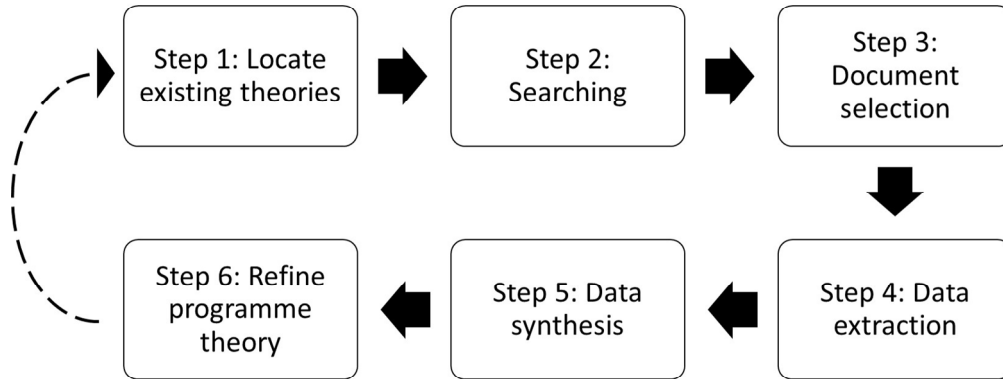 Step 1: Locate
existing theories
Step 2:
Searching
Step 3:
Document
selection
Step 4: Data
extraction
Step 5: Data
synthesis
Step 6: Refine
programme
theory